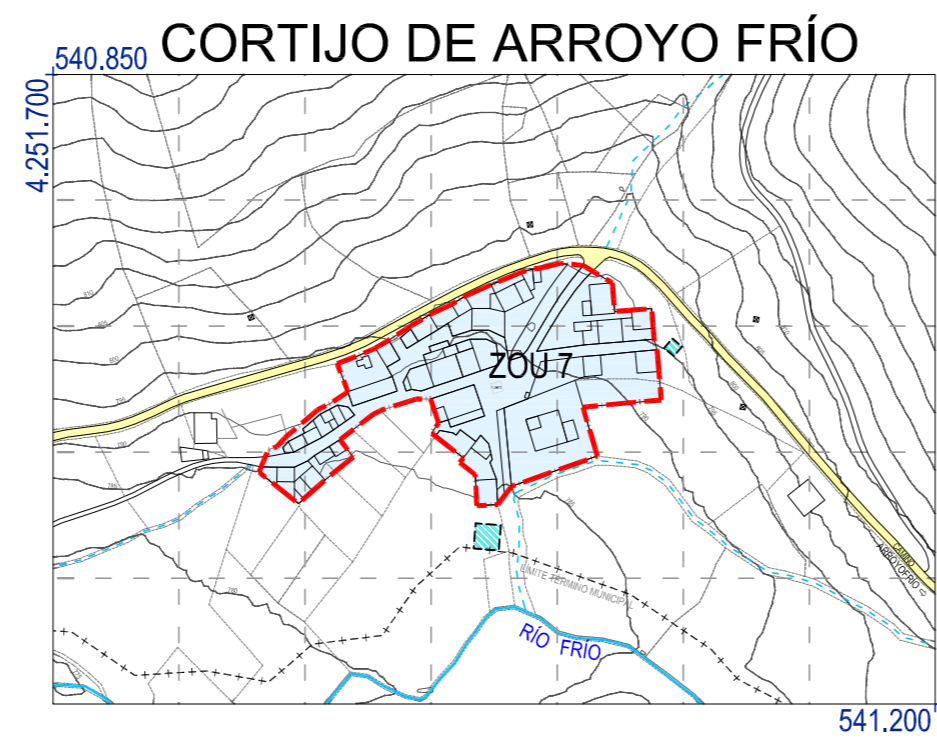 CORTIJO DE ARROYO FRÍO
540.850
4.251.700
ZOU 7
CAMINO
ARROYOFRIO
LIMITE TERMINO MUNICIPAL
RÍO FRÍO
541,200